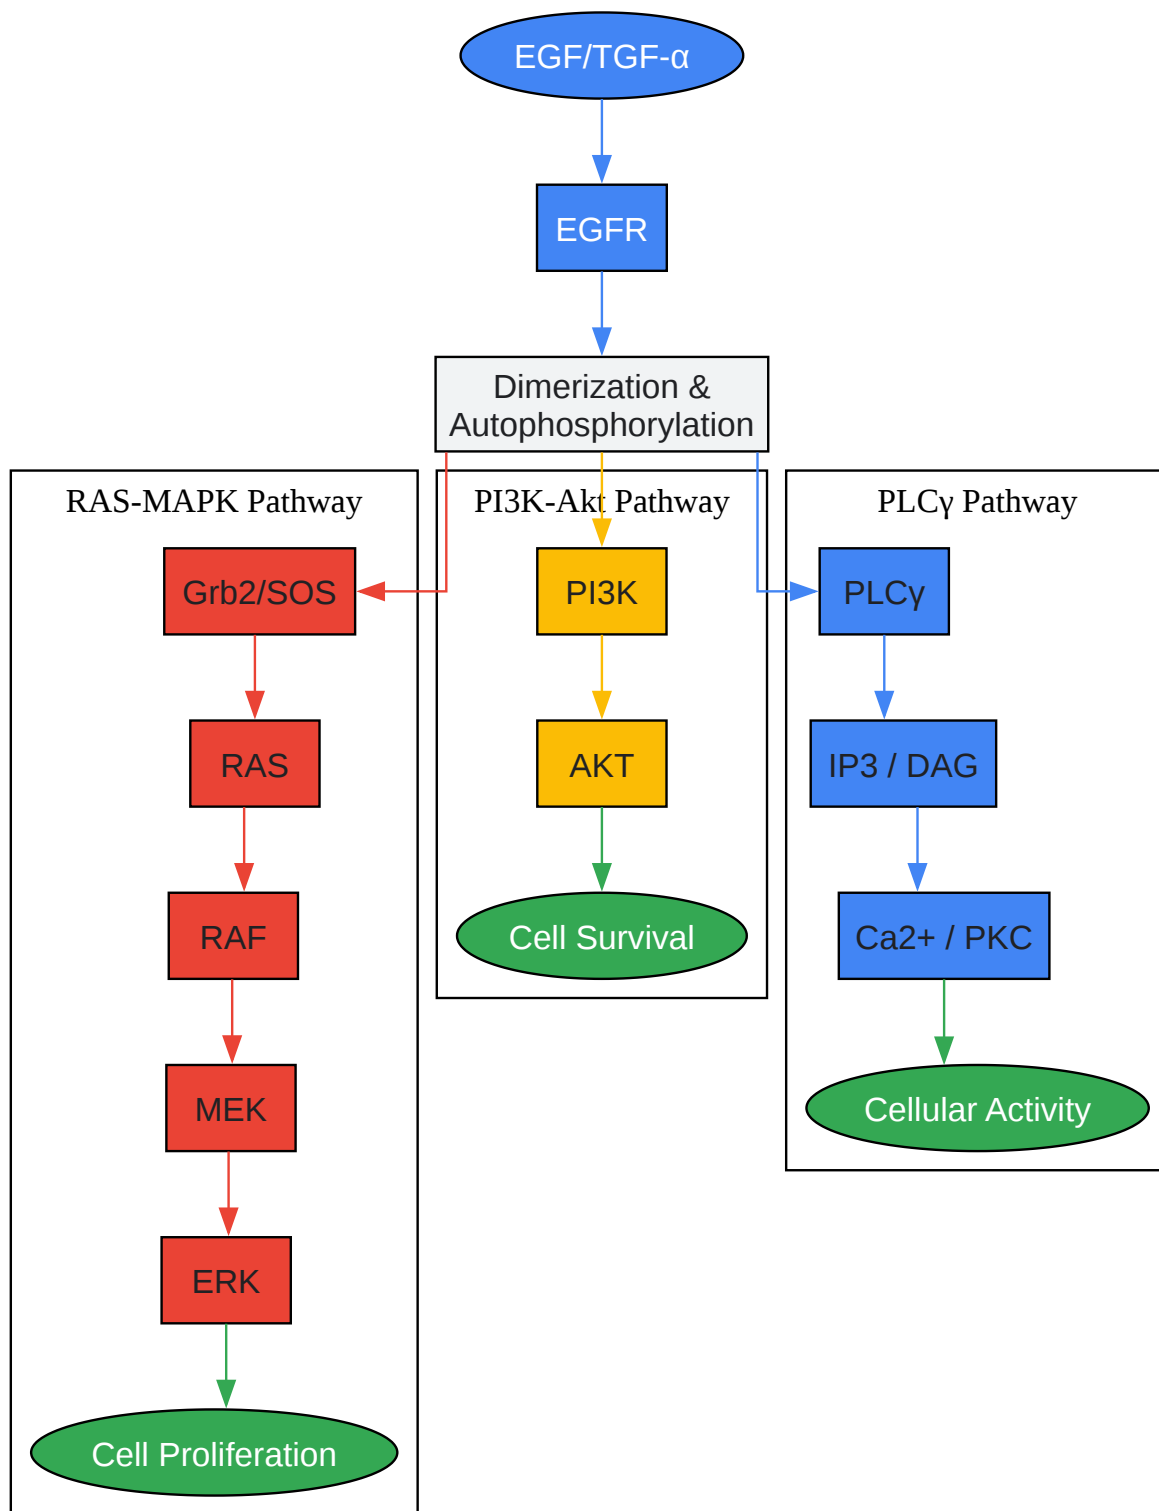 EGF/TGF-α
EGFR
Dimerization &
Autophosphorylation
RAS-MAPK Pathway
Grb2/SOS
RAS
RAF
MEK
ERK
Cell Proliferation
PI3K-Akt Pathway
PI3K
AKT
Cell Survival
PLCγ Pathway
PLCγ
IP3 / DAG
Ca2+ / PKC
Cellular Activity